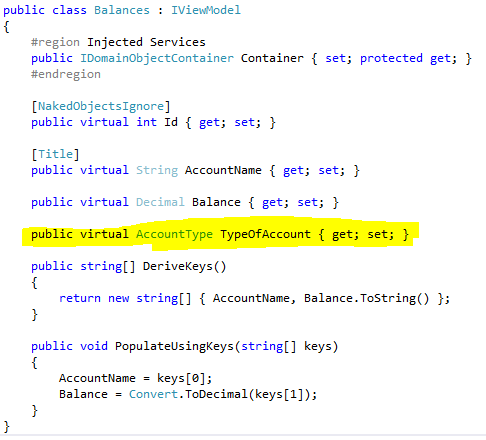 public class Balances : IViewModel
{
    #region Injected Services
    public IDomainObjectContainer Container { set; protected get; }
    #endregion

    [NakedObjectsIgnore]
    public virtual int Id { get; set; }

    [Title]
    public virtual String AccountName { get; set; }

    public virtual Decimal Balance { get; set; }

    public virtual AccountType TypeOfAccount { get; set; }

    public string[] DeriveKeys()
    {
        return new string[] { AccountName, Balance.ToString() };
    }

    public void PopulateUsingKeys(string[] keys)
    {
        AccountName = keys[0];
        Balance = Convert.ToDecimal(keys[1]);
    }
}